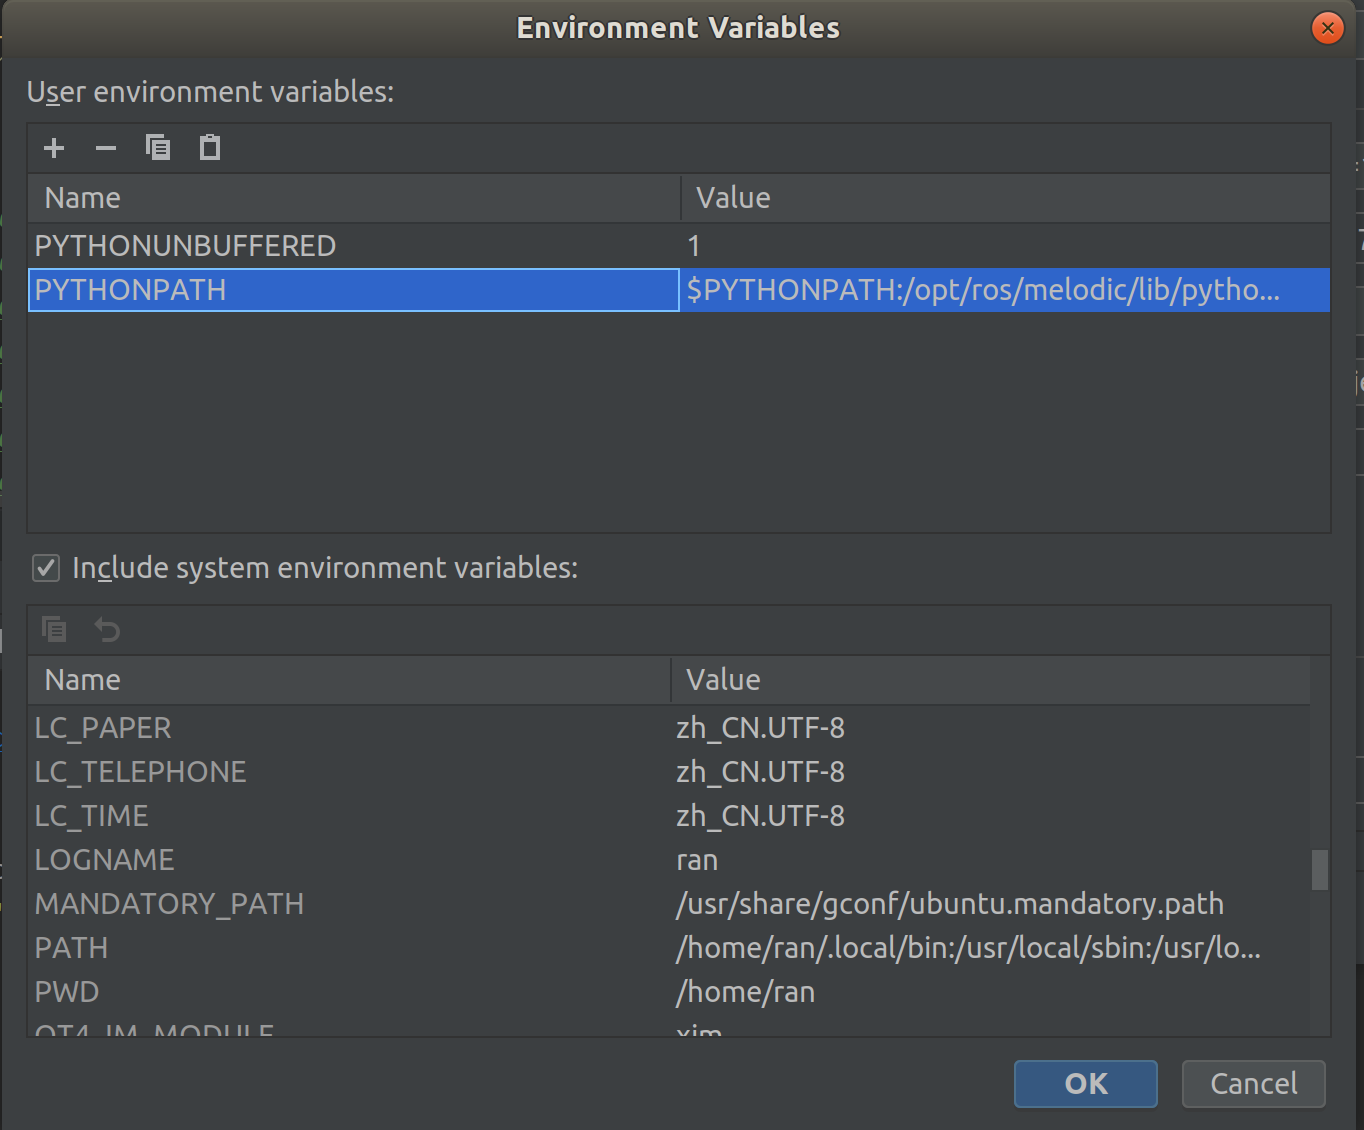 Environment Variables
User environment variables:
Name Value
PYTHONUNBUFFERED 1
PYTHONPATH $PYTHONPATH:/opt/ros/melodic/lib/pytho...
Include system environment variables:
Name Value
LC_PAPER zh_CN.UTF-8
LC_TELEPHONE zh_CN.UTF-8
LC_TIME zh_CN.UTF-8
LOGNAME ran
MANDATORY_PATH /usr/share/gconf/ubuntu.mandatory.path
PATH /home/ran/.local/bin:/usr/local/sbin:/usr/lo...
PWD /home/ran
QT4_IM_MODULE xim
OK Cancel